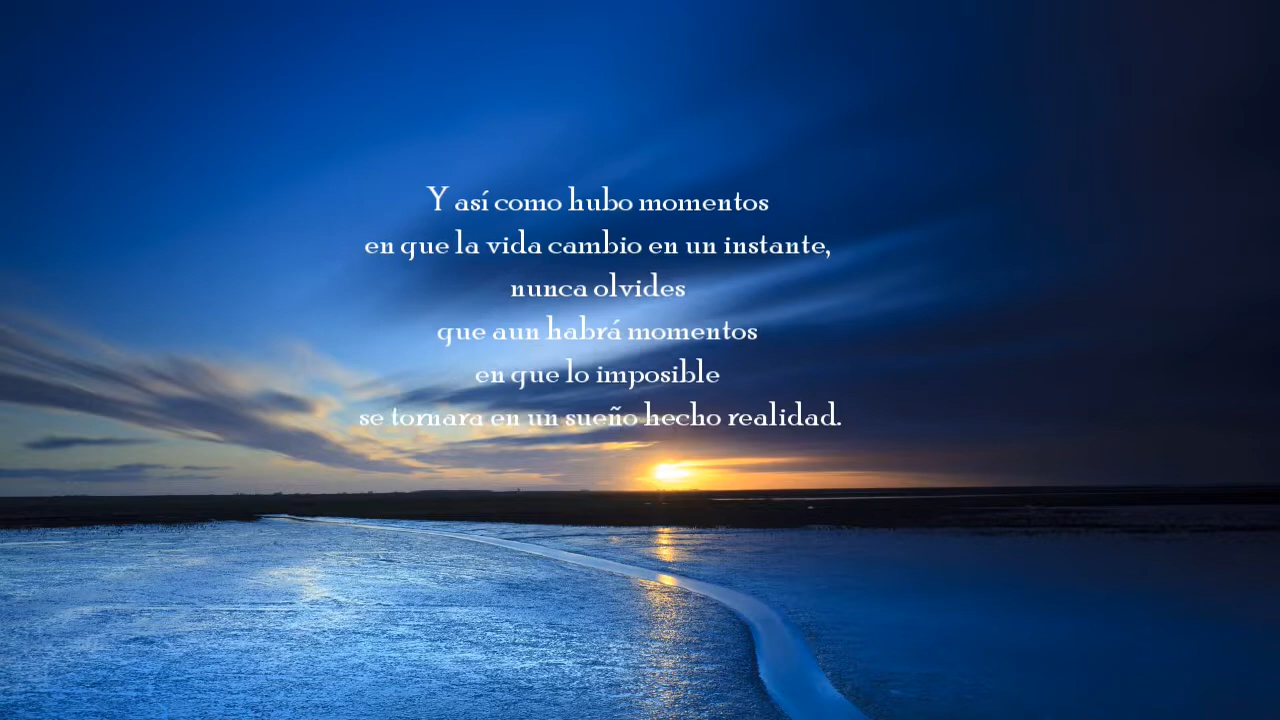 Y así como hubo momentos
en que la vida cambio en un instante,
nunca olvides
que aun habrá momentos
en que lo imposible
se tornara en un sueño hecho realidad.